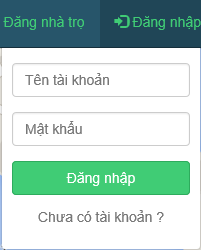 Đăng nhà trọ
Đăng nhập
Tên tài khoản
Mật khẩu
Đăng nhập
Chưa có tài khoản ?